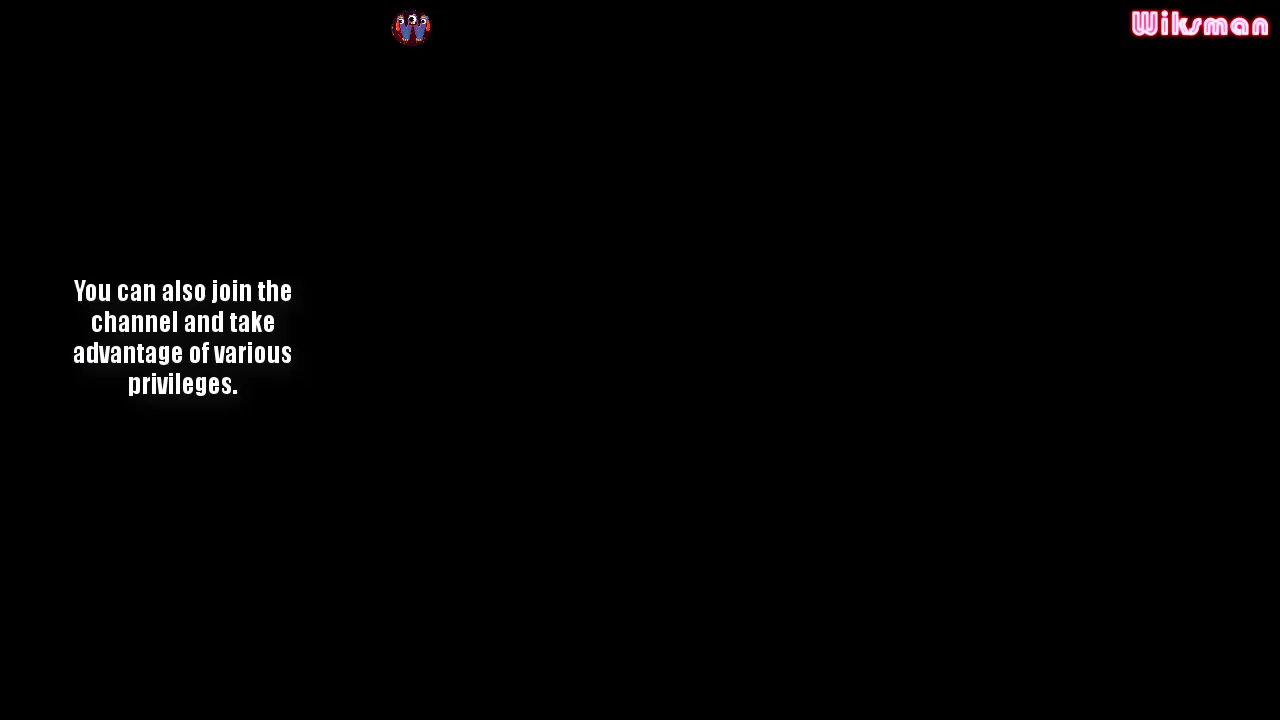 Wiksman
You can also join the
channel and take
advantage of various
privileges.